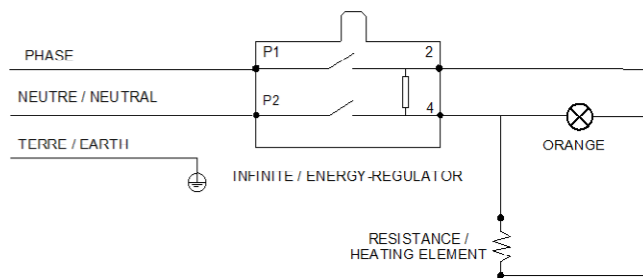 PHASE
P1
2
NEUTRE / NEUTRAL
P2
4
TERRE / EARTH
ORANGE
INFINITE / ENERGY-REGULATOR
RESISTANCE /
HEATING ELEMENT